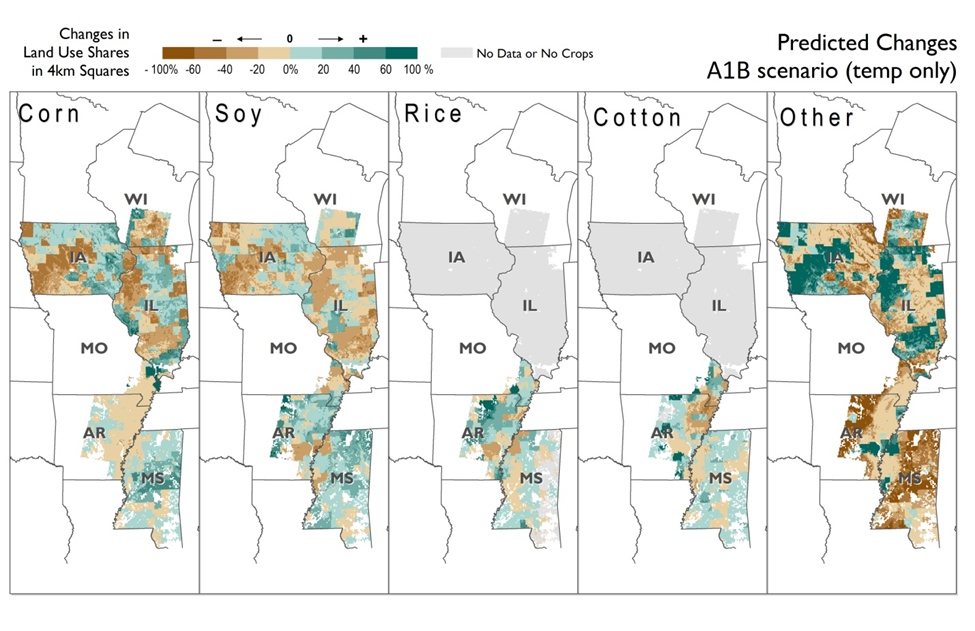 Changes in
Land Use Shares
in 4km Squares
– 0 +
- 100% -60 -40 -20 0% 20 40 60 100 %
No Data or No Crops
Predicted Changes
A1B scenario (temp only)
Corn
WI
IA
IL
MO
AR
MS
Soy
WI
IA
IL
MO
AR
MS
Rice
WI
IA
IL
MO
AR
MS
Cotton
WI
IA
IL
MO
AR
MS
Other
WI
IA
IL
MO
AR
MS